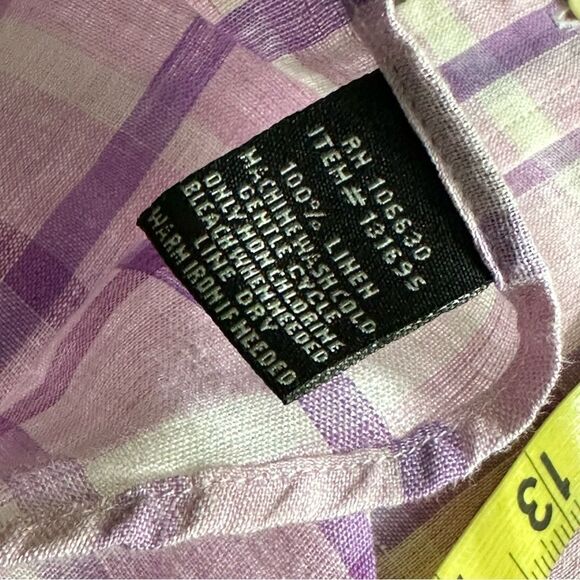 RN 106630
ITEM# 131695
100% LINEN
MACHINE WASH COLD
GENTLE CYCLE
ONLY NON CHLORINE
BLEACH WHEN NEEDED
LINE DRY
WARM IRON IF NEEDED
13